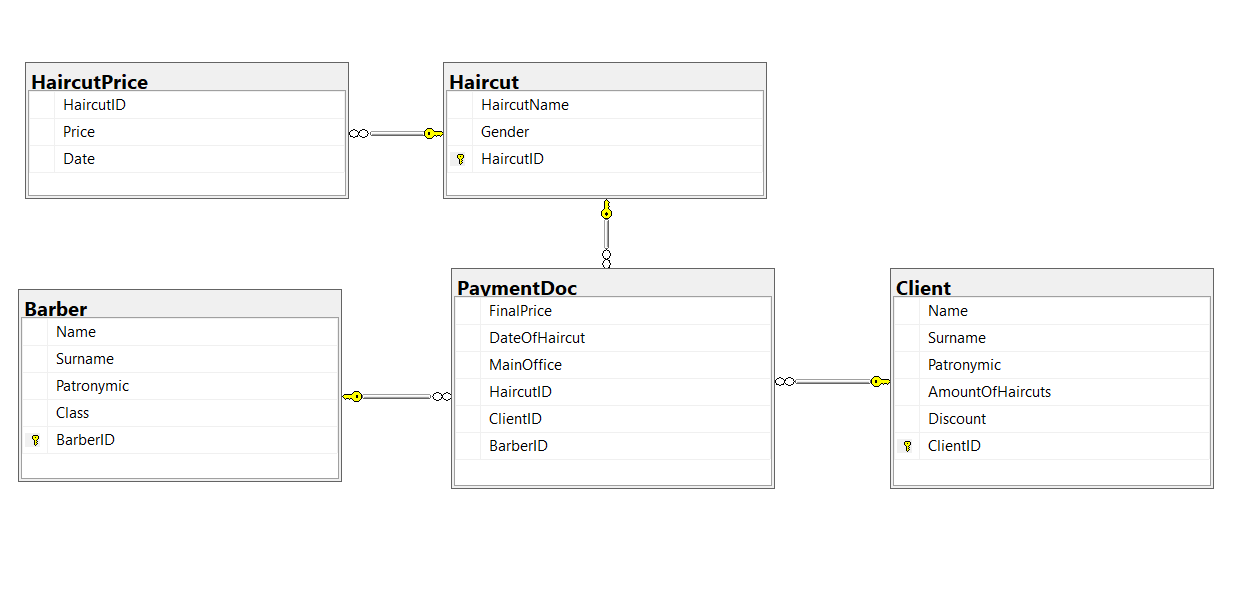 HaircutPrice
HaircutID
Price
Date
Haircut
HaircutName
Gender
HaircutID
Barber
Name
Surname
Patronymic
Class
BarberID
PaymentDoc
FinalPrice
DateOfHaircut
MainOffice
HaircutID
ClientID
BarberID
Client
Name
Surname
Patronymic
AmountOfHaircuts
Discount
ClientID